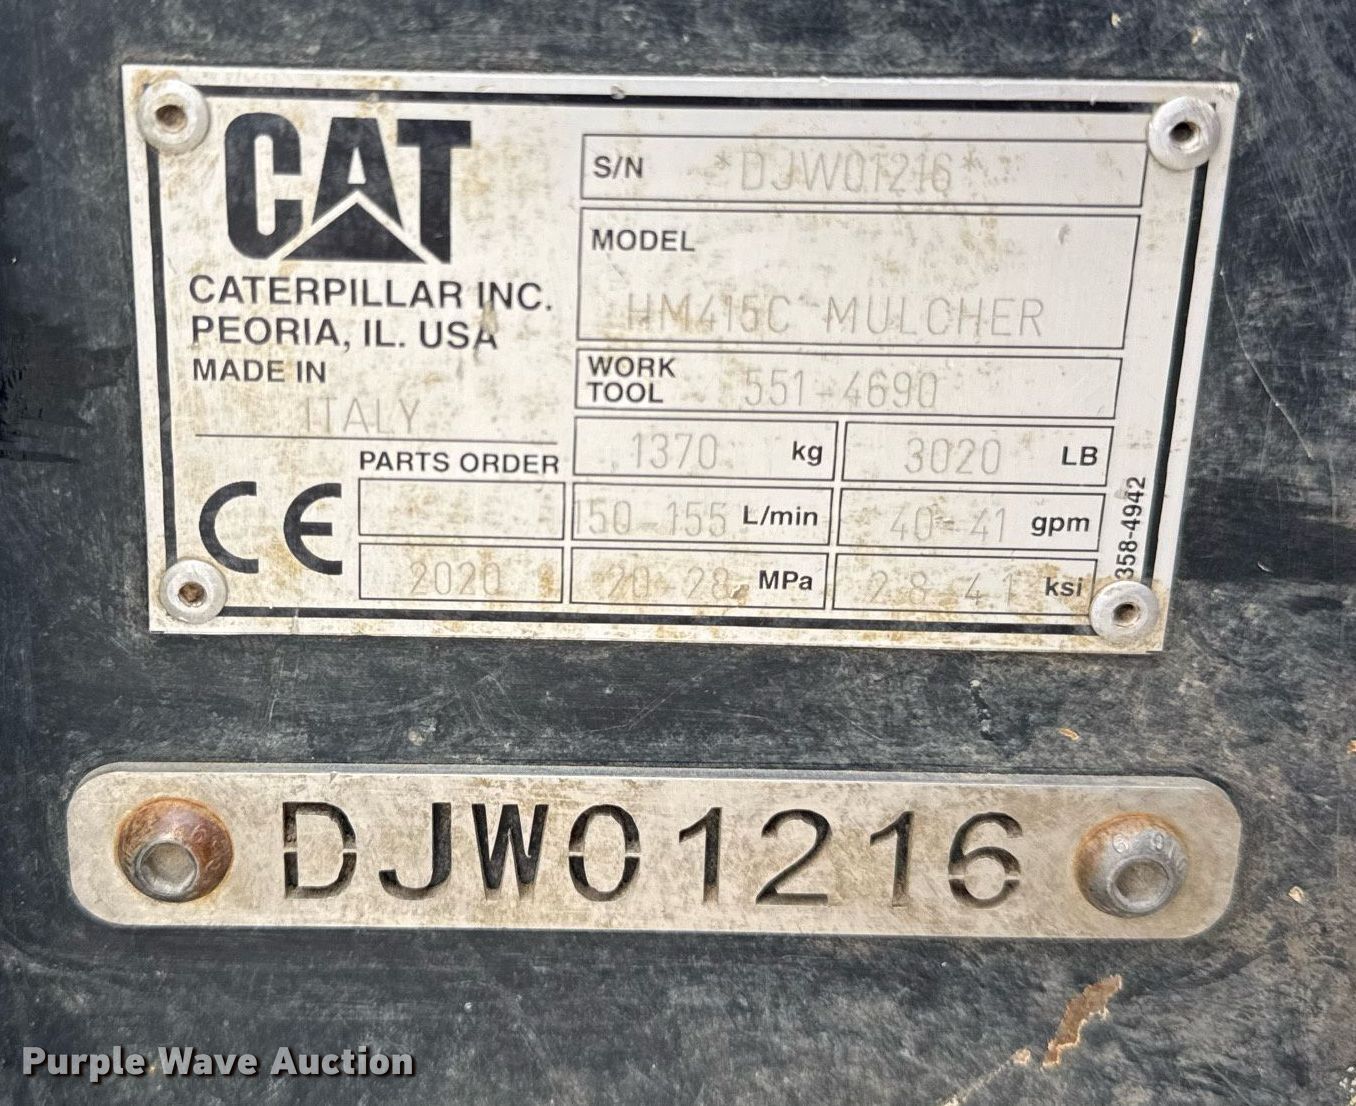 CAT
CATERPILLAR INC.
PEORIA, IL. USA
MADE IN
ITALY
S/N *DJW01216*
MODEL
HM415C MULCHER
WORK TOOL 551-4690
1370 kg 3020 LB
PARTS ORDER
150-155 L/min 40-41 gpm
CE
2020 20-28 MPa 2.8-4.1 ksi
358-4942
DJW01216
Purple Wave Auction